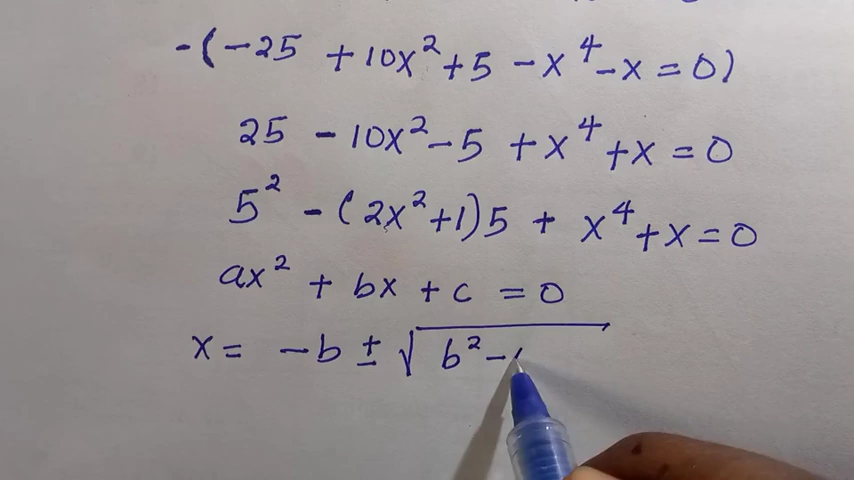 -(-25 +10x² +5 -x⁴ -x = 0)
25 - 10x² - 5 + x⁴ + x = 0
5² - (2x² + 1)5 + x⁴ + x = 0
ax² + bx + c = 0
x = -b ± √b² -